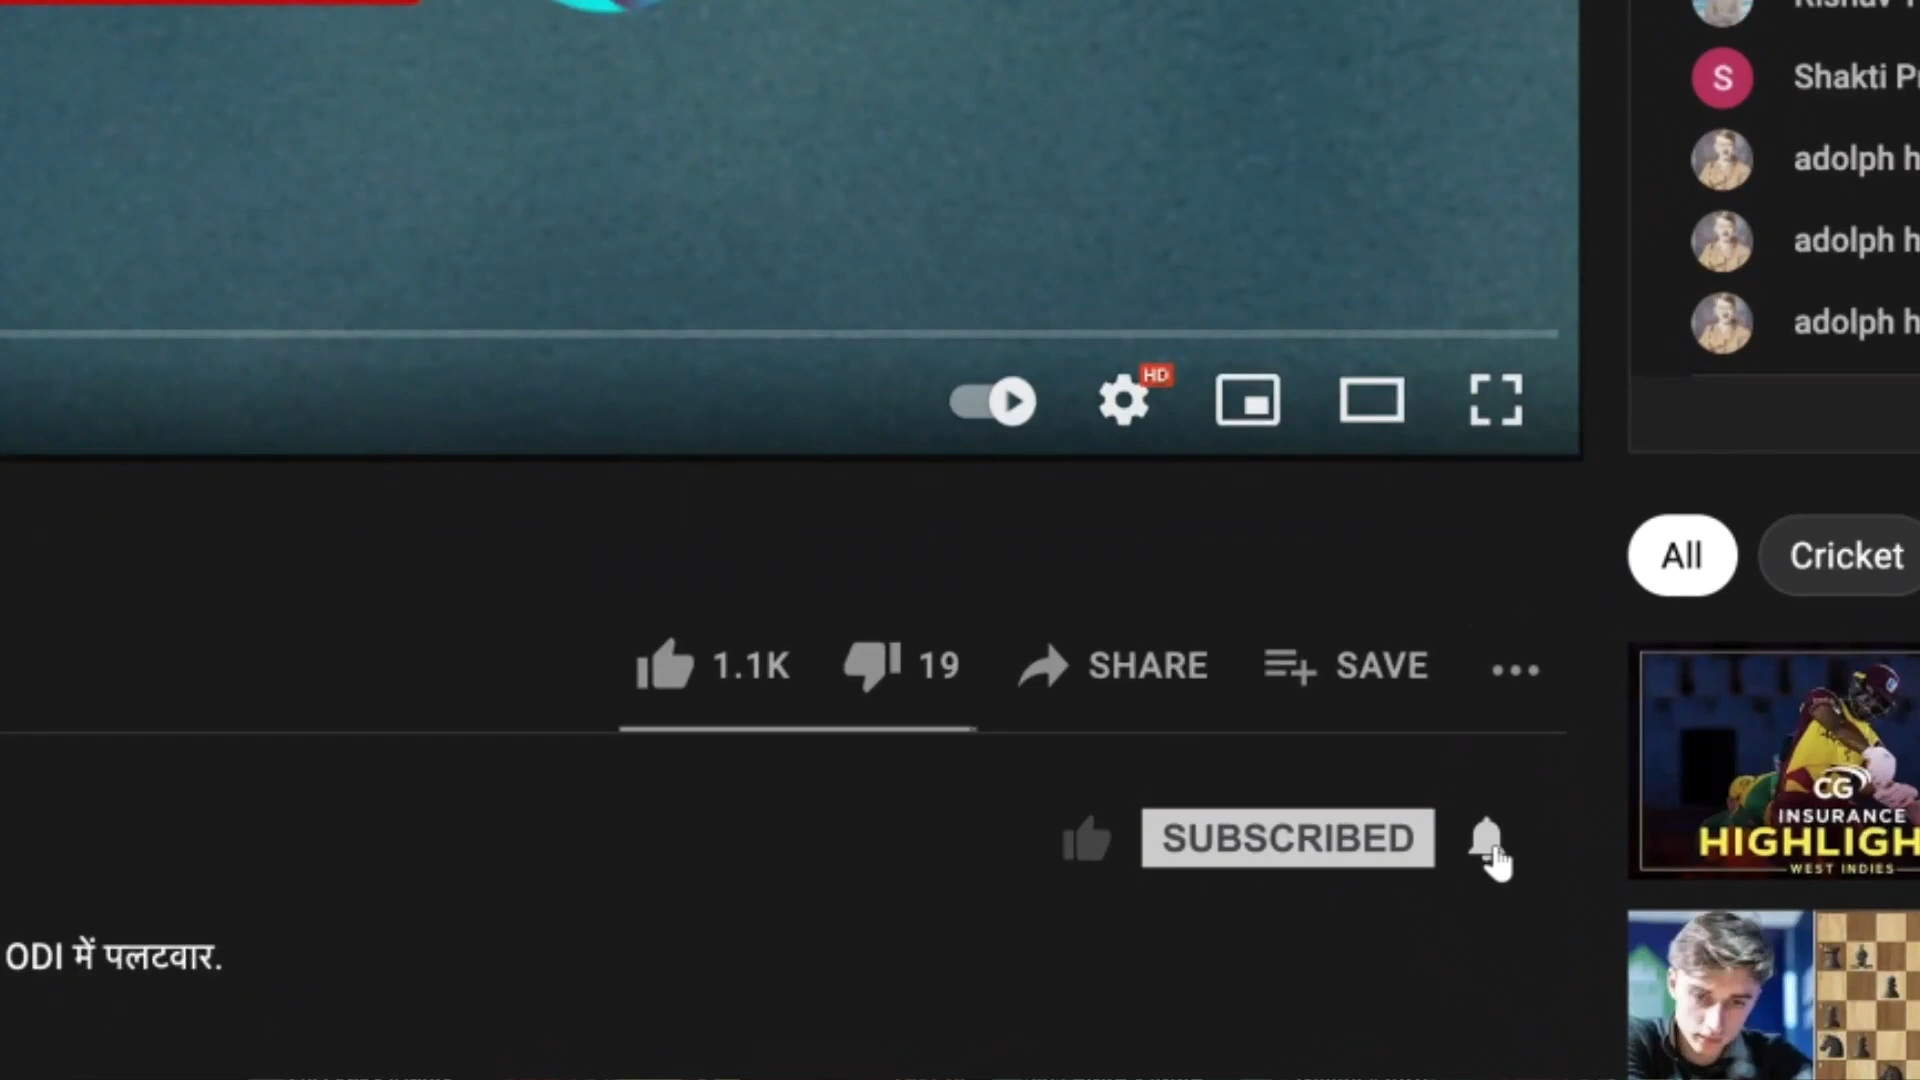 Shakti
adolph
adolph
adolph
HD
All
Cricket
1.1K
19
SHARE
SAVE
CG
INSURANCE
HIGHLIGH
WEST INDIES
SUBSCRIBED
ODI में पलटवार.
S